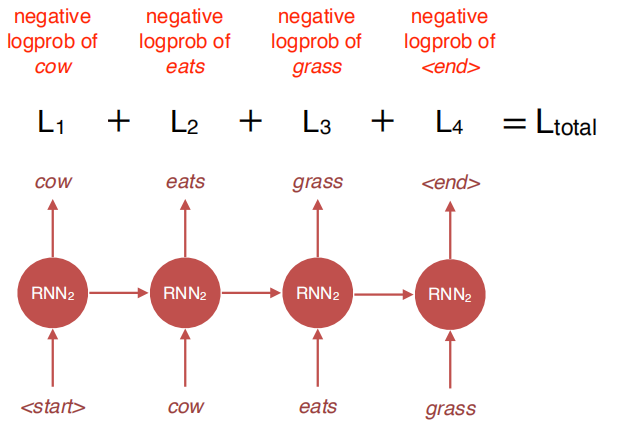 negative negative negative negative
logprob of logprob of logprob of logprob of
cow eats grass <end>
L1 + L2 + L3 + L4 = Ltotal
cow eats grass <end>
RNN2 RNN2 RNN2 RNN2
<start> cow eats grass